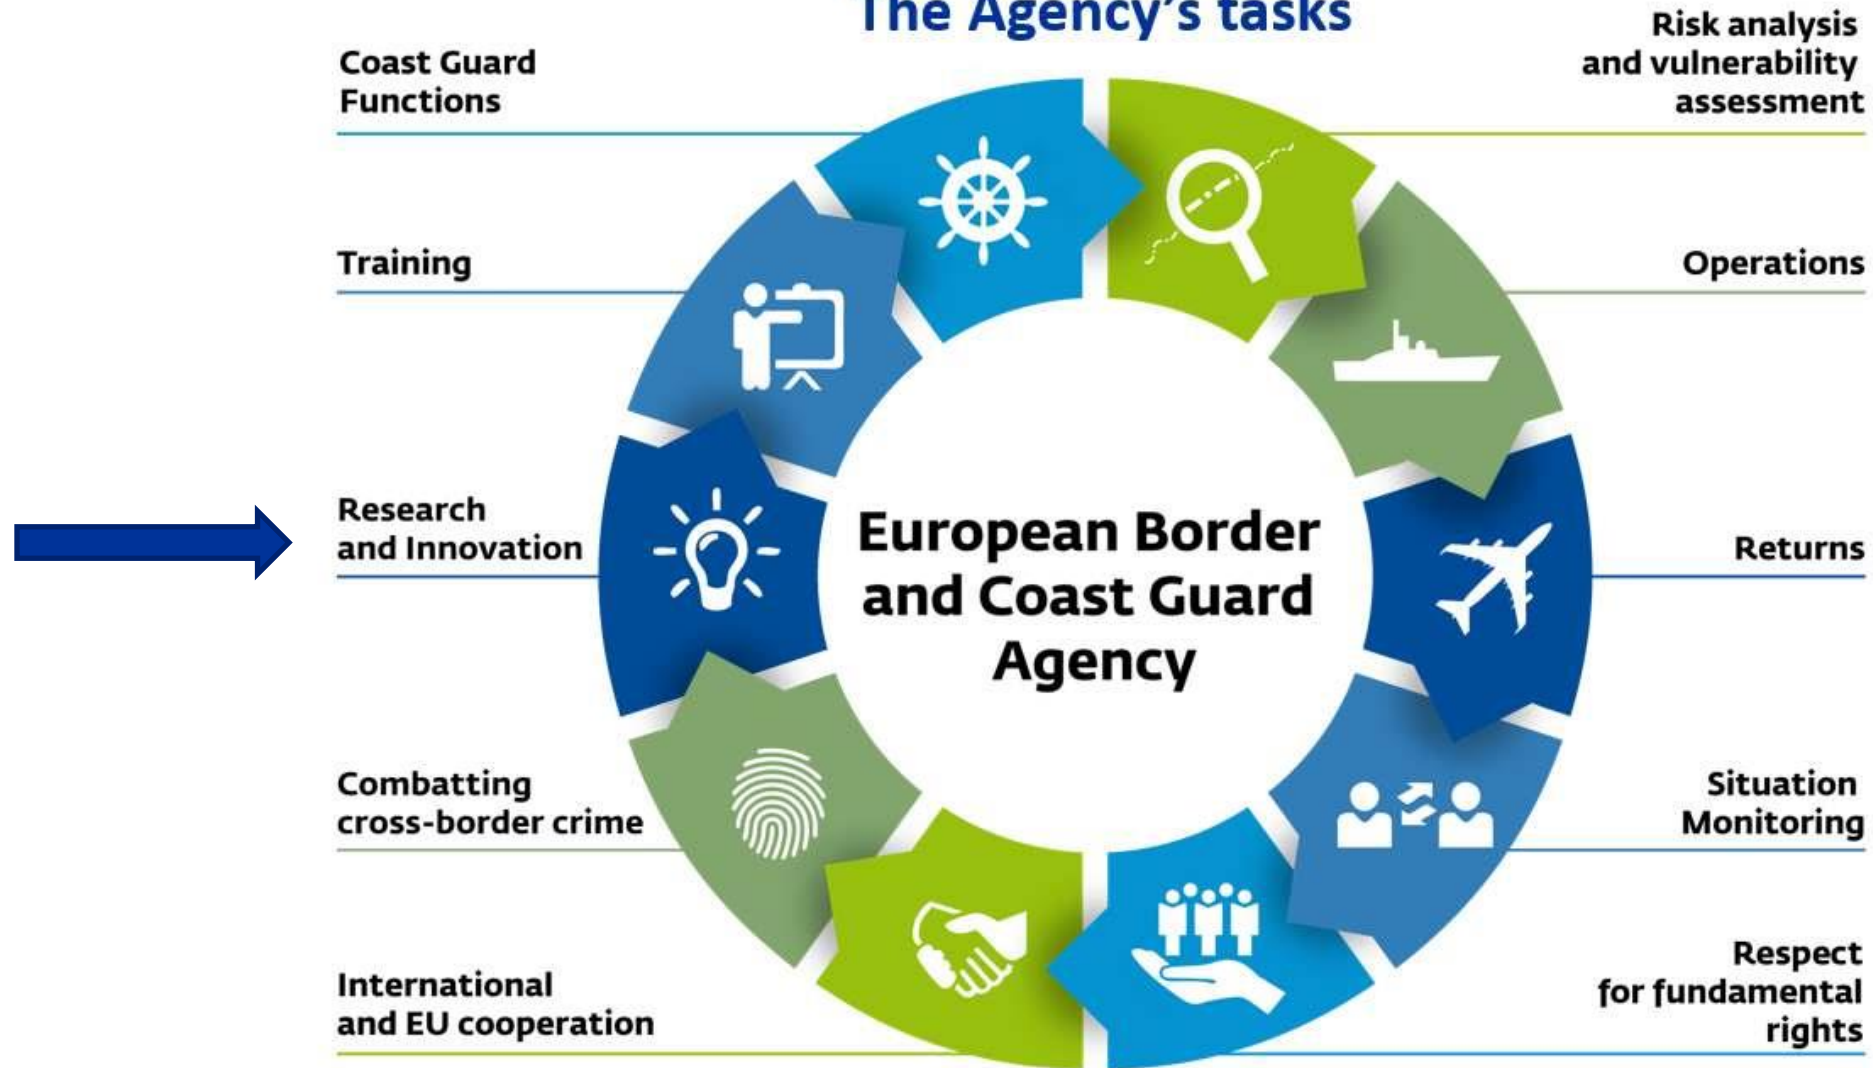 The Agency's tasks
Coast Guard
Functions
Training
Research
and Innovation
Combatting
cross-border crime
International
and EU cooperation
European Border
and Coast Guard
Agency
Risk analysis
and vulnerability
assessment
Operations
Returns
Situation
Monitoring
Respect
for fundamental
rights